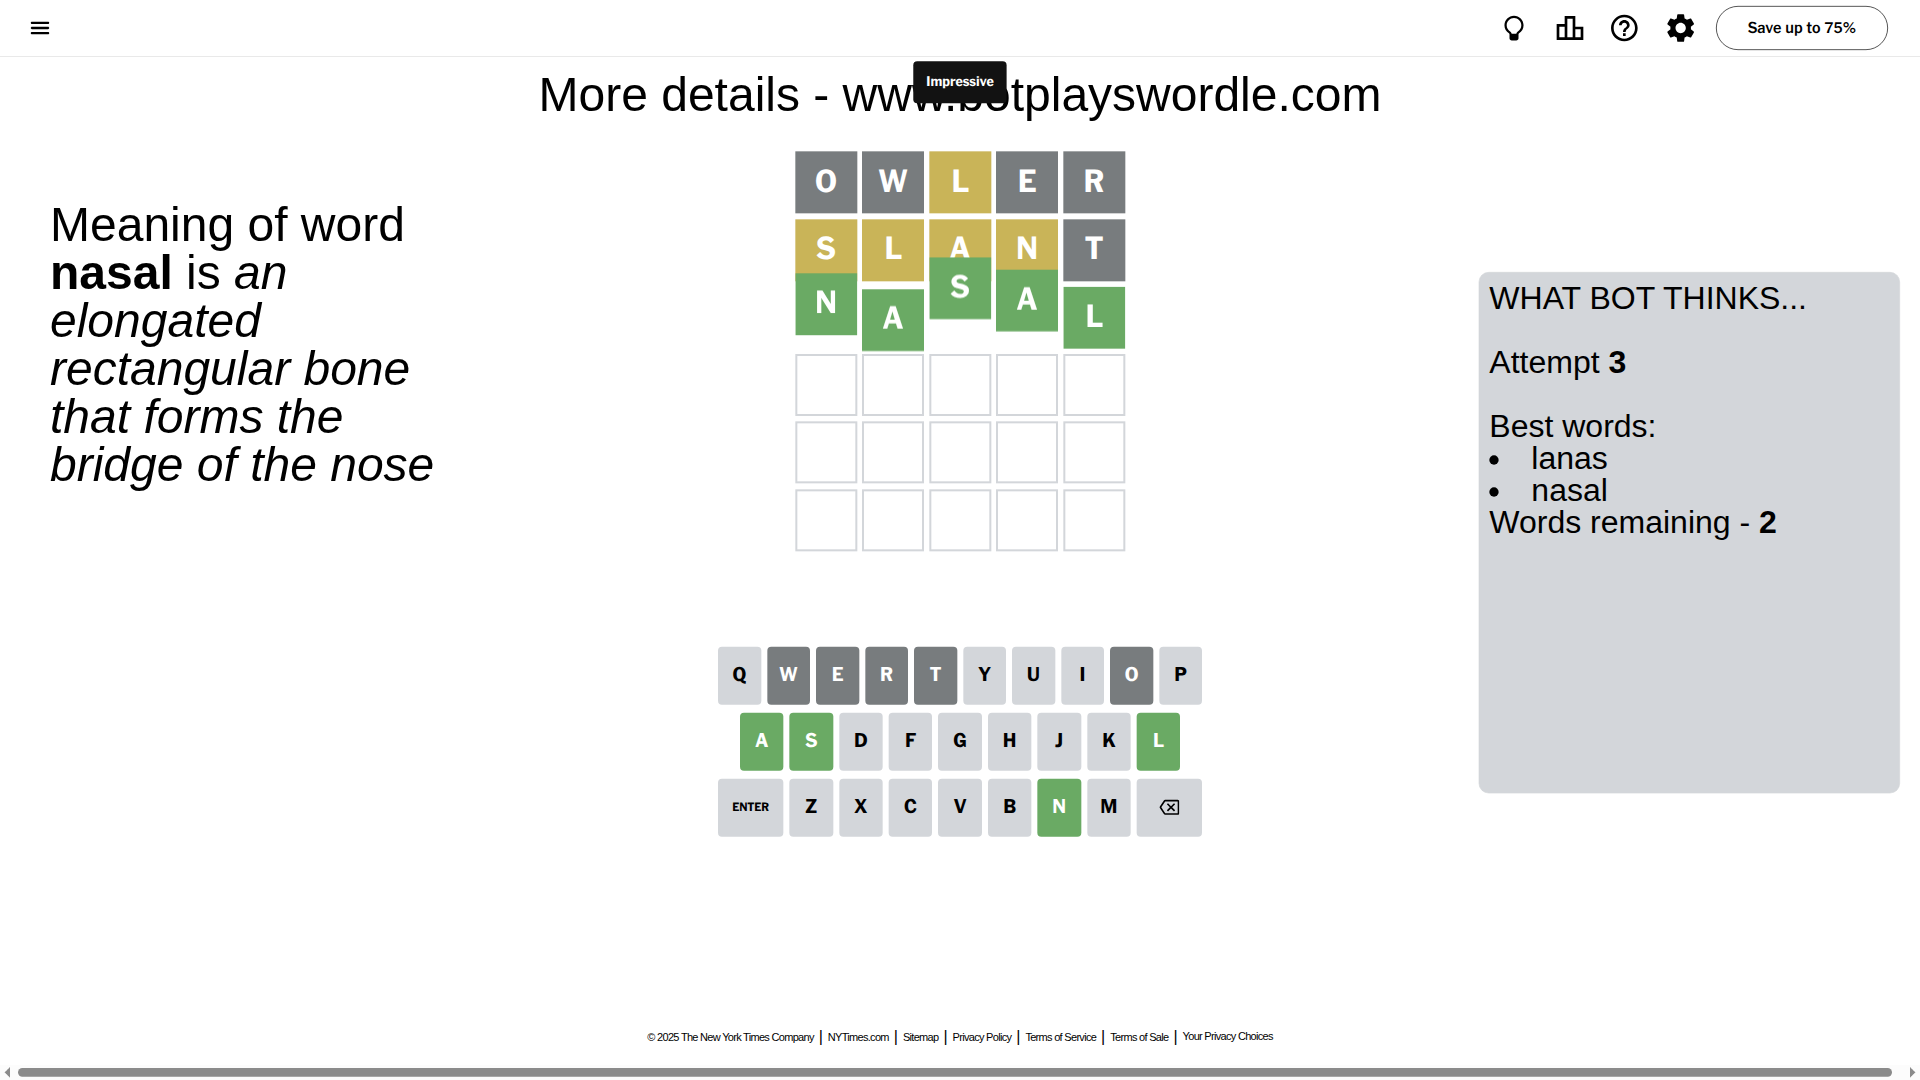 Save up to 75%
Impressive
More details - www.botplayswordle.com
Meaning of word
nasal is an
elongated
rectangular bone
that forms the
bridge of the nose
O W L E R
S L A N T
N A S A L
WHAT BOT THINKS...
Attempt 3
Best words:
• lanas
• nasal
Words remaining - 2
Q W E R T Y U I O P
A S D F G H J K L
ENTER Z X C V B N M
© 2025 The New York Times Company | NYTimes.com | Sitemap | Privacy Policy | Terms of Service | Terms of Sale | Your Privacy Choices